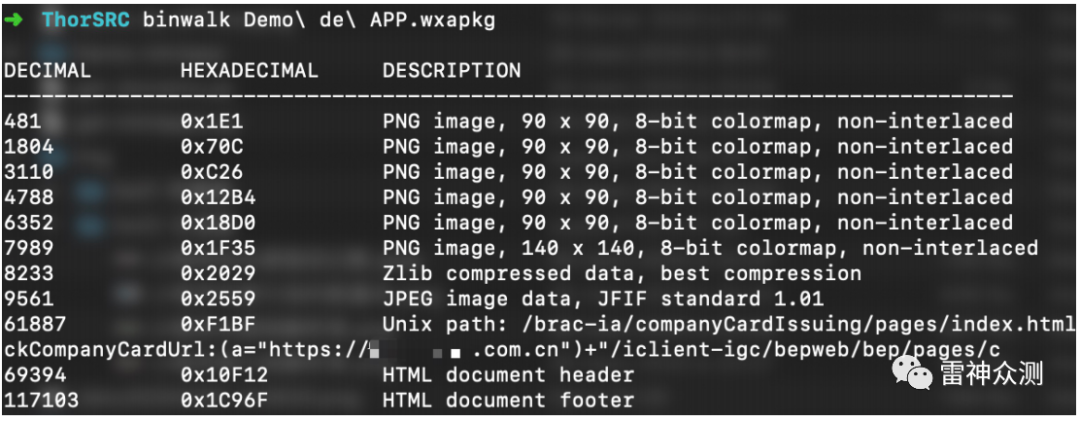 ➜ ThorSRC binwalk Demo\ de\ APP.wxapkg
DECIMAL HEXADECIMAL DESCRIPTION
--------------------------------------------------------------------------------
481 0x1E1 PNG image, 90 x 90, 8-bit colormap, non-interlaced
1804 0x70C PNG image, 90 x 90, 8-bit colormap, non-interlaced
3110 0xC26 PNG image, 90 x 90, 8-bit colormap, non-interlaced
4788 0x12B4 PNG image, 90 x 90, 8-bit colormap, non-interlaced
6352 0x18D0 PNG image, 90 x 90, 8-bit colormap, non-interlaced
7989 0x1F35 PNG image, 140 x 140, 8-bit colormap, non-interlaced
8233 0x2029 Zlib compressed data, best compression
9561 0x2559 JPEG image data, JFIF standard 1.01
61887 0xF1BF Unix path: /brac-ia/companyCardIssuing/pages/index.html
ckCompanyCardUrl:(a="https:// .com.cn")+"/iclient-igc/bepweb/bep/pages/c
69394 0x10F12 HTML document header
117103 0x1C96F HTML document footer
雷神众测